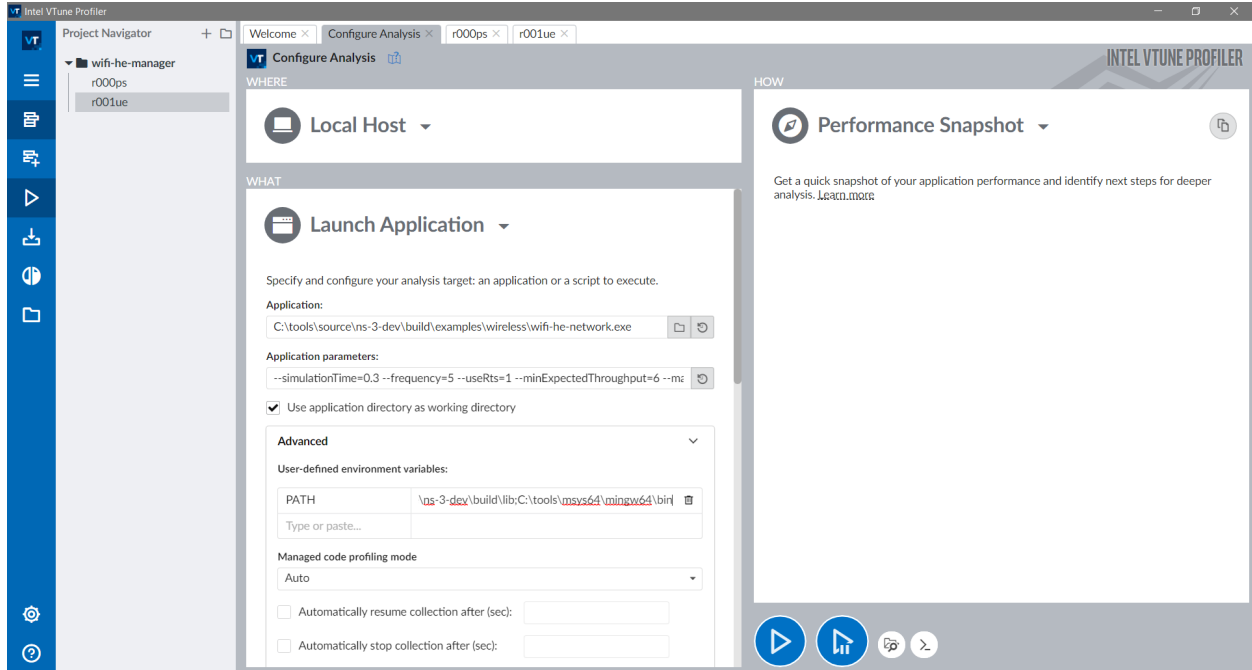 VT Intel VTune Profiler
VT
Project Navigator
wifi-he-manager
r000ps
r001ue
Welcome
Configure Analysis
r000ps
r001ue
VT Configure Analysis
INTEL VTUNE PROFILER
WHERE
Local Host
WHAT
Launch Application
Specify and configure your analysis target: an application or a script to execute.
Application:
C:\tools\source\ns-3-dev\build\examples\wireless\wifi-he-network.exe
Application parameters:
--simulationTime=0.3 --frequency=5 --useRts=1 --minExpectedThroughput=6 --ma
Use application directory as working directory
Advanced
User-defined environment variables:
PATH \ns-3-dev\build\lib;C:\tools\msys64\mingw64\bin
Type or paste...
Managed code profiling mode
Auto
Automatically resume collection after (sec):
Automatically stop collection after (sec):
HOW
Performance Snapshot
Get a quick snapshot of your application performance and identify next steps for deeper
analysis. Learn more